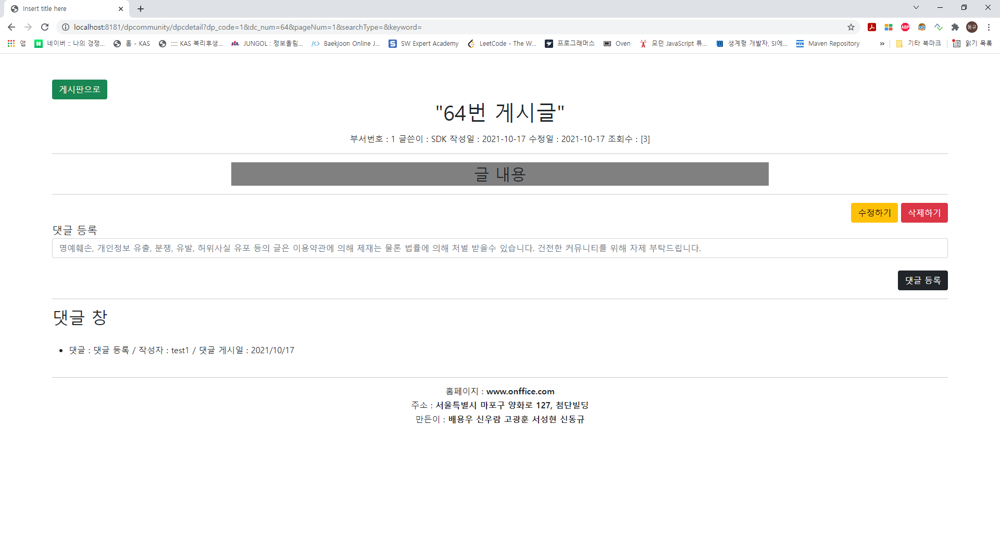 Insert title here
localhost:8181/dpcommunity/dpcdetail?dp_code=1&dc_num=64&pageNum=1&searchType=&keyword=
ABP 동규
앱 네이버 :: 나의 경쟁... 홈 - KAS ::::: KAS 복리후생... JUNGOL : 정보올림... Baekjoon Online J... SW Expert Academy LeetCode - The W... 프로그래머스 Oven 모던 JavaScript 튜... 생계형 개발자, SI에... Maven Repository » 기타 북마크 읽기 목록
게시판으로
"64번 게시글"
부서번호 : 1 글쓴이 : SDK 작성일 : 2021-10-17 수정일 : 2021-10-17 조회수 : [3]
글 내용
수정하기 삭제하기
댓글 등록
명예훼손, 개인정보 유출, 분쟁, 유발, 허위사실 유포 등의 글은 이용약관에 의해 제재는 물론 법률에 의해 처벌 받을수 있습니다. 건전한 커뮤니티를 위해 자제 부탁드립니다.
댓글 등록
댓글 창
• 댓글 : 댓글 등록 / 작성자 : test1 / 댓글 게시일 : 2021/10/17
홈페이지 : www.onffice.com
주소 : 서울특별시 마포구 양화로 127, 첨단빌딩
만든이 : 배용우 신우람 고광훈 서성현 신동규